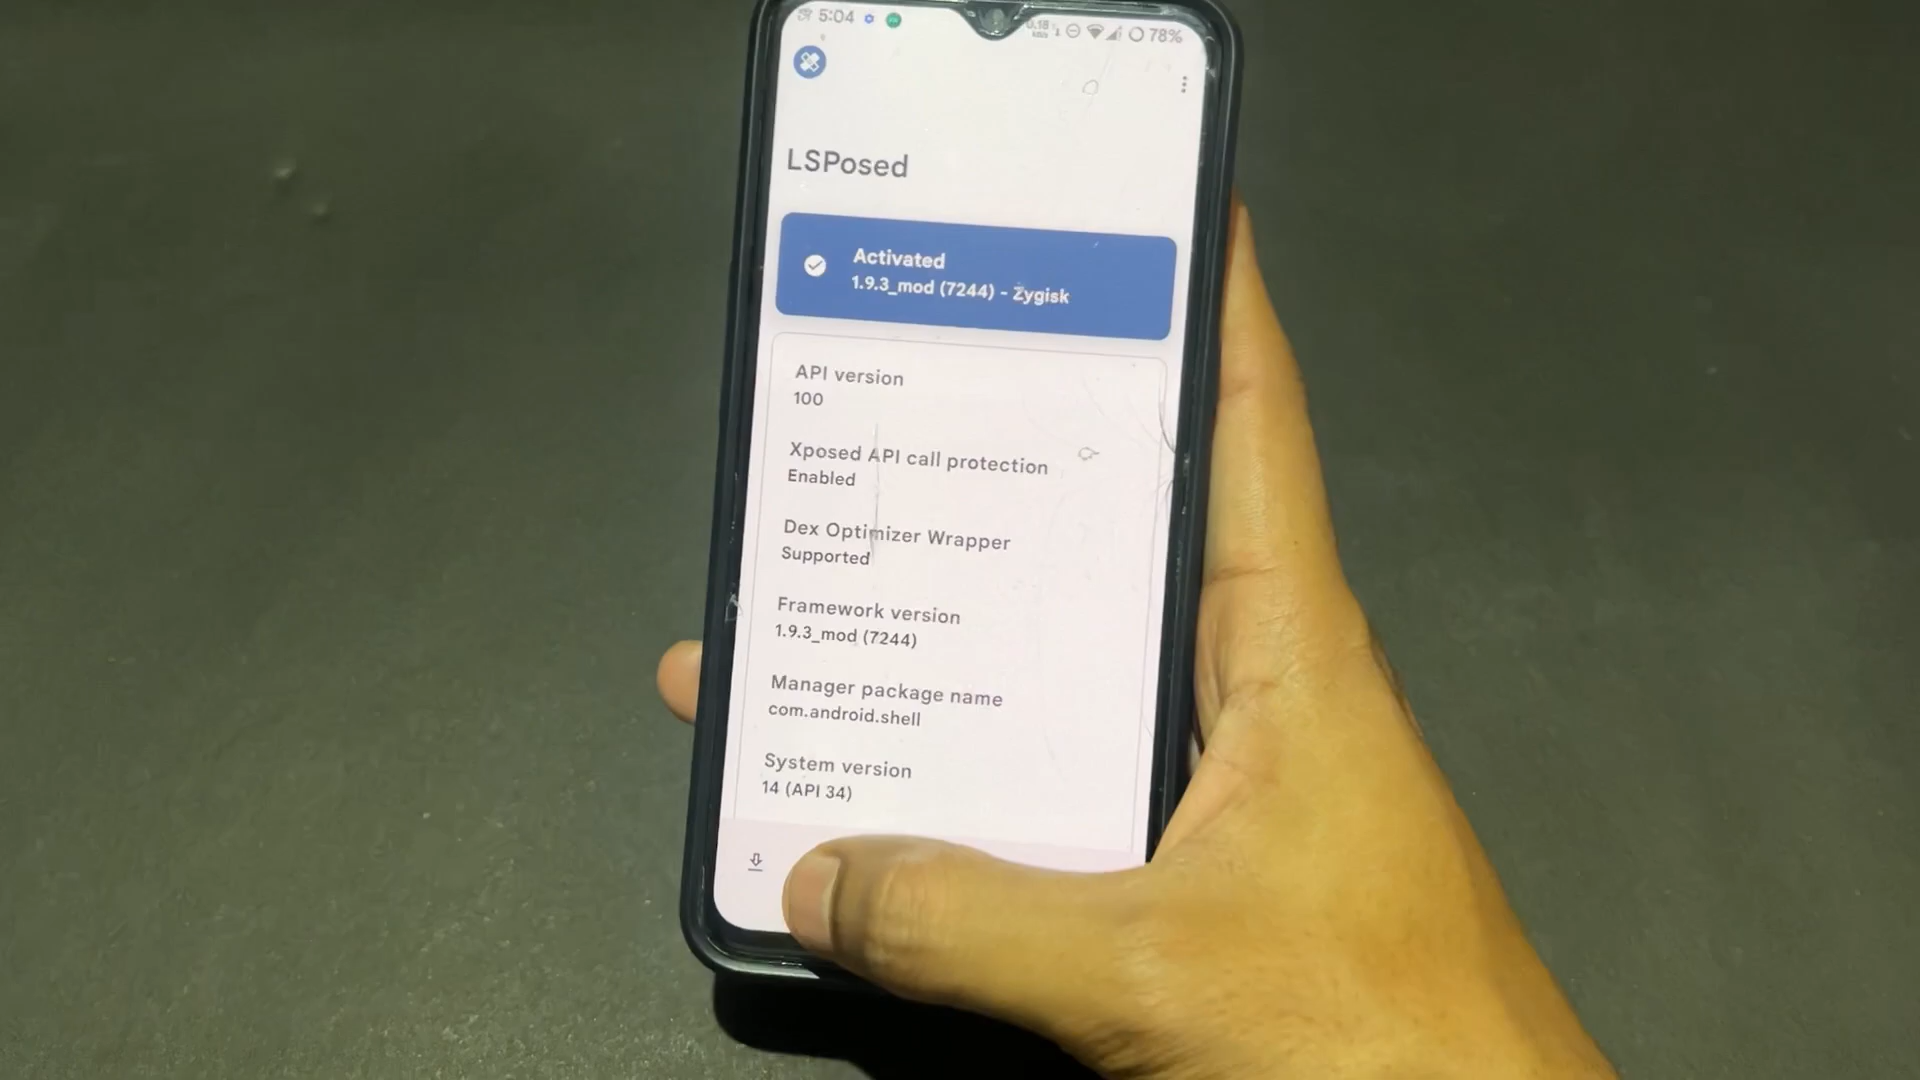 5:04
0.18
78%
LSPosed
Activated
1.9.3_mod (7244) - Zygisk
API version
100
Xposed API call protection
Enabled
Dex Optimizer Wrapper
Supported
Framework version
1.9.3_mod (7244)
Manager package name
com.android.shell
System version
14 (API 34)